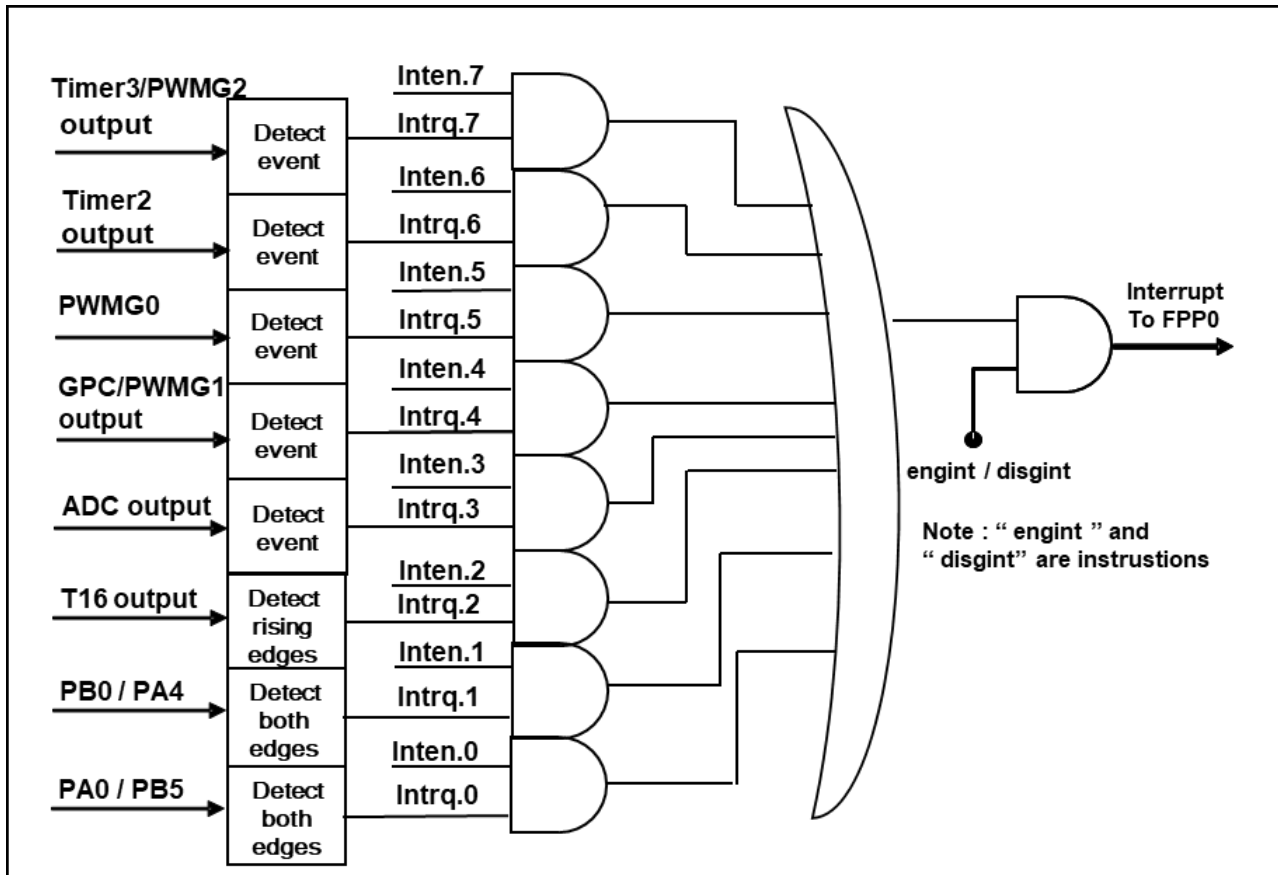 Timer3/PWMG2
output
Detect
event
Inten.7
Intrq.7
Timer2
output
Detect
event
Inten.6
Intrq.6
PWMG0
Detect
event
Inten.5
Intrq.5
GPC/PWMG1
output
Detect
event
Inten.4
Intrq.4
ADC output
Detect
event
Inten.3
Intrq.3
T16 output
Detect
rising
edges
Inten.2
Intrq.2
PB0 / PA4
Detect
both
edges
Inten.1
Intrq.1
PA0 / PB5
Detect
both
edges
Inten.0
Intrq.0
Interrupt
To FPP0
engint / disgint
Note : “ engint ” and
“ disgint” are instrustions